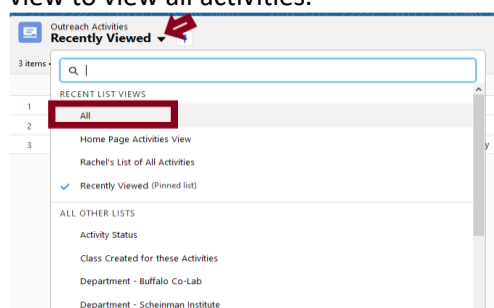 view to view all activities.
Outreach Activities
Recently Viewed
3 items •
RECENT LIST VIEWS
1
All
2
Home Page Activities View
3
Rachel's List of All Activities
y
Recently Viewed (Pinned list)
ALL OTHER LISTS
Activity Status
Class Created for these Activities
Department - Buffalo Co-Lab
Department - Scheinman Institute